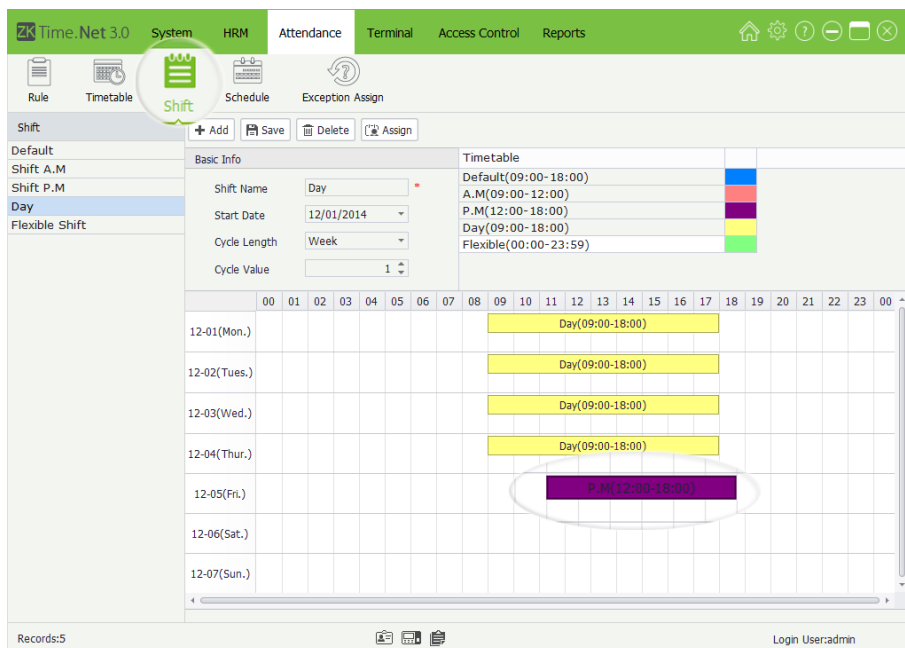 ZK Time.Net 3.0 System HRM Attendance Terminal Access Control Reports
Rule Timetable Shift Schedule Exception Assign
Shift
Add Save Delete Assign
Default
Shift A.M
Shift P.M
Day
Flexible Shift
Basic Info
Shift Name Day *
Start Date 12/01/2014
Cycle Length Week
Cycle Value 1
Timetable
Default(09:00-18:00)
A.M(09:00-12:00)
P.M(12:00-18:00)
Day(09:00-18:00)
Flexible(00:00-23:59)
00 01 02 03 04 05 06 07 08 09 10 11 12 13 14 15 16 17 18 19 20 21 22 23 00
12-01(Mon.) Day(09:00-18:00)
12-02(Tues.) Day(09:00-18:00)
12-03(Wed.) Day(09:00-18:00)
12-04(Thur.) Day(09:00-18:00)
12-05(Fri.) P.M(12:00-18:00)
12-06(Sat.)
12-07(Sun.)
Records:5 Login User:admin